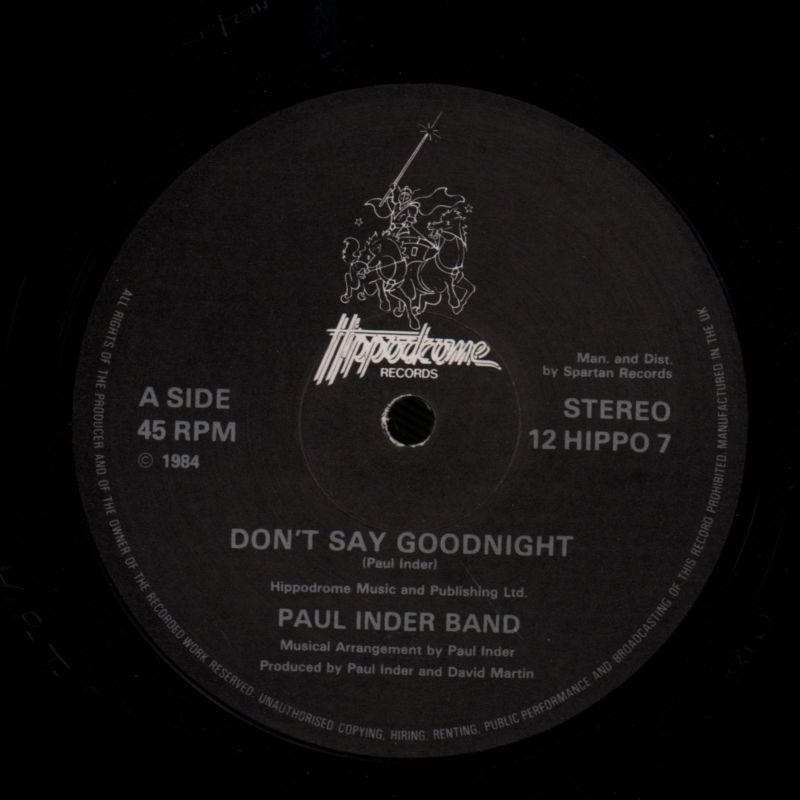 Hippodrome
RECORDS
Man. and Dist.
by Spartan Records
A SIDE
45 RPM
© 1984
STEREO
12 HIPPO 7
DON'T SAY GOODNIGHT
(Paul Inder)
Hippodrome Music and Publishing Ltd.
PAUL INDER BAND
Musical Arrangement by Paul Inder
Produced by Paul Inder and David Martin
ALL RIGHTS OF THE PRODUCER AND OF THE OWNER OF THE RECORDED WORK RESERVED. UNAUTHORISED COPYING, HIRING, RENTING, PUBLIC PERFORMANCE AND BROADCASTING OF THIS RECORD PROHIBITED. MANUFACTURED IN THE UK